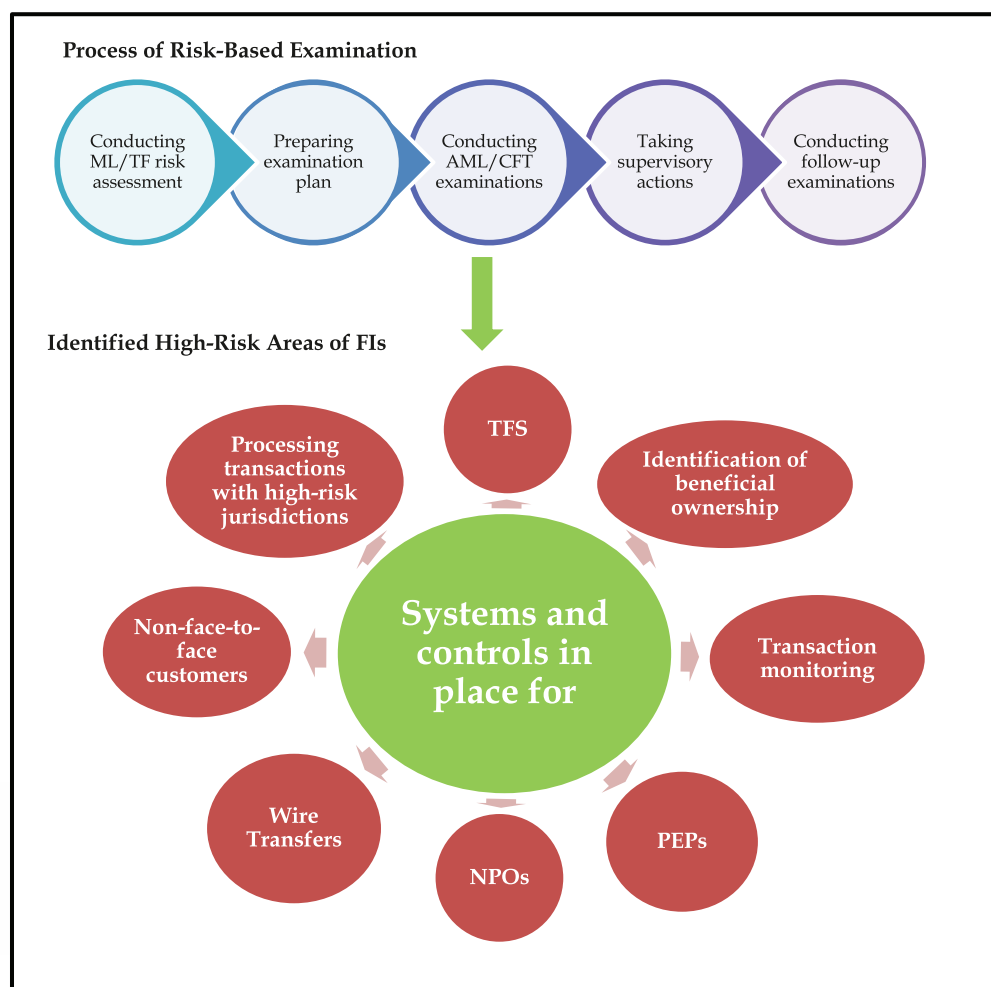 Process of Risk-Based Examination
Conducting
ML/TF risk
assessment
Preparing
examination
plan
Conducting
AML/CFT
examinations
Taking
supervisory
actions
Conducting
follow-up
examinations
Identified High-Risk Areas of FIs
TFS
Identification of
beneficial
ownership
Transaction
monitoring
PEPs
NPOs
Wire
Transfers
Non-face-to-
face
customers
Processing
transactions
with high-risk
jurisdictions
Systems and
controls in
place for